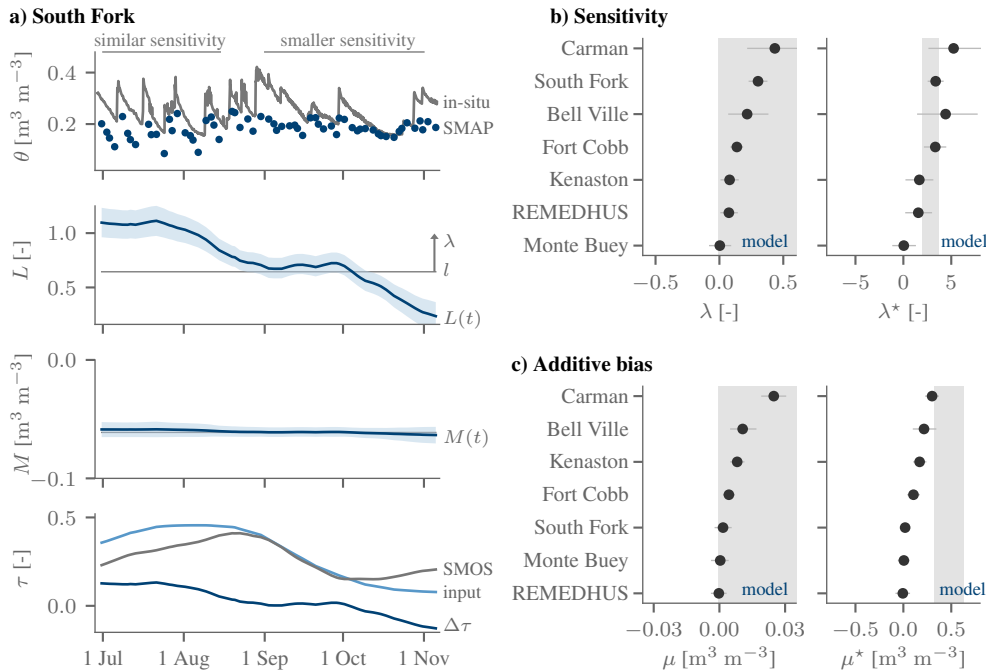 a) South Fork
similar sensitivity
smaller sensitivity
θ [m³ m⁻³]
0.4
0.2
in-situ
SMAP
L [-]
1.0
0.5
λ
l
L(t)
M [m³ m⁻³]
0.0
−0.1
M(t)
τ [-]
0.5
0.0
SMOS
input
Δτ
1 Jul
1 Aug
1 Sep
1 Oct
1 Nov
b) Sensitivity
Carman
South Fork
Bell Ville
Fort Cobb
Kenaston
REMEDHUS
Monte Buey
model
model
−0.5
0.0
0.5
λ [-]
−5
0
5
λ⋆ [-]
c) Additive bias
Carman
Bell Ville
Kenaston
Fort Cobb
South Fork
Monte Buey
REMEDHUS
model
model
−0.03
0.00
0.03
μ [m³ m−3]
−0.5
0.0
0.5
μ⋆ [m³ m−3]